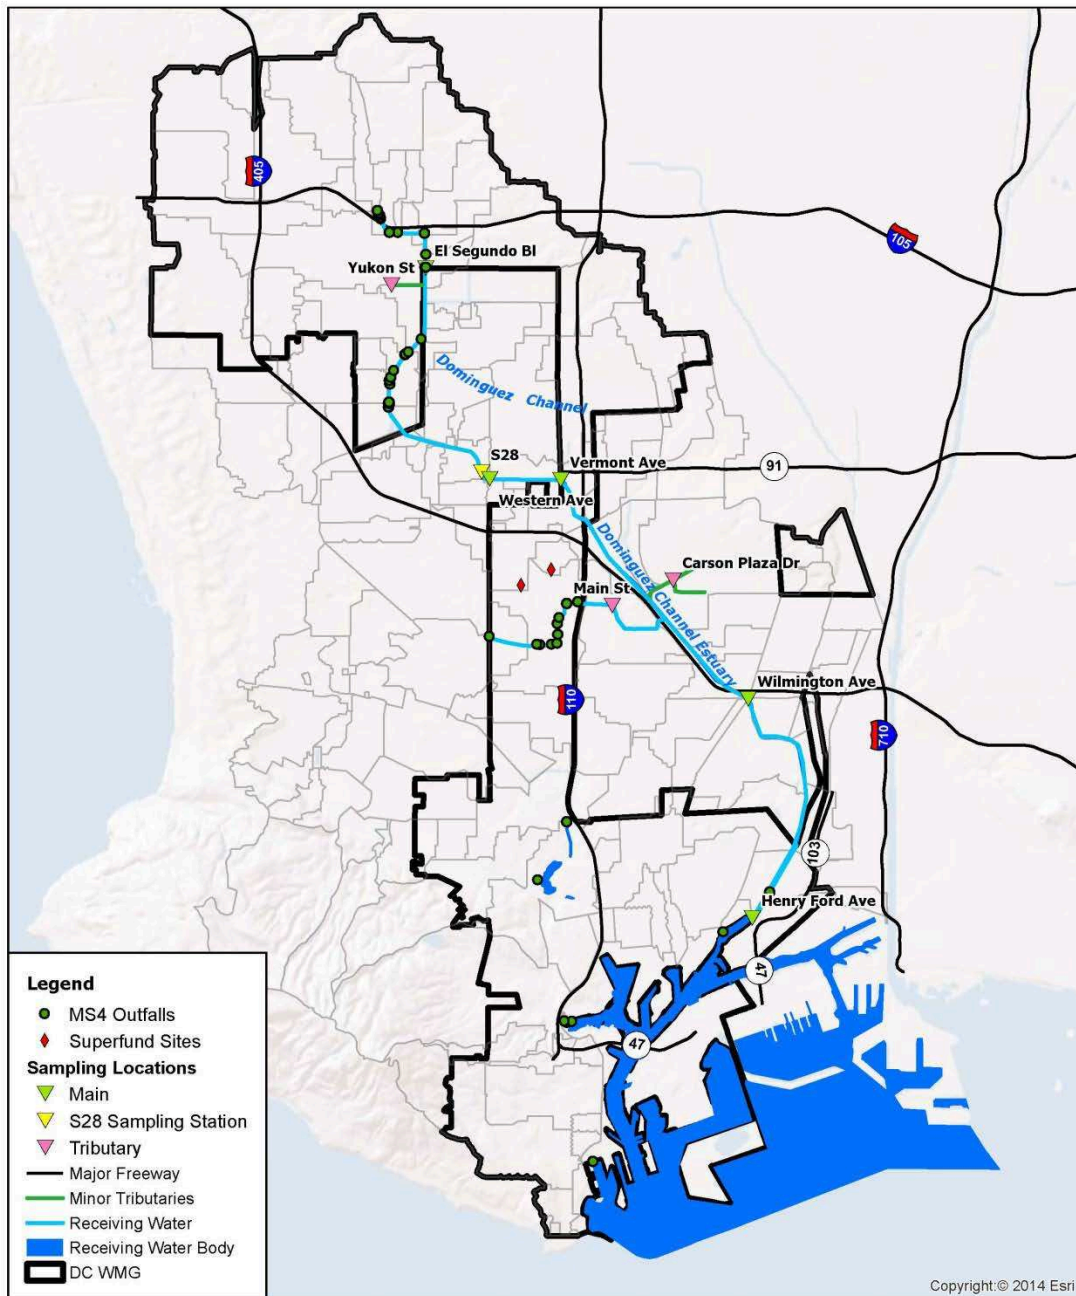 405
105
El Segundo Bl
Yukon St
Dominguez Channel
S28
Vermont Ave
91
Western Ave
Dominguez Channel Estuary
Carson Plaza Dr
Main St
Wilmington Ave
110
710
103
Henry Ford Ave
47
47
Legend
MS4 Outfalls
Superfund Sites
Sampling Locations
Main
S28 Sampling Station
Tributary
Major Freeway
Minor Tributaries
Receiving Water
Receiving Water Body
DC WMG
Copyright:© 2014 Esri